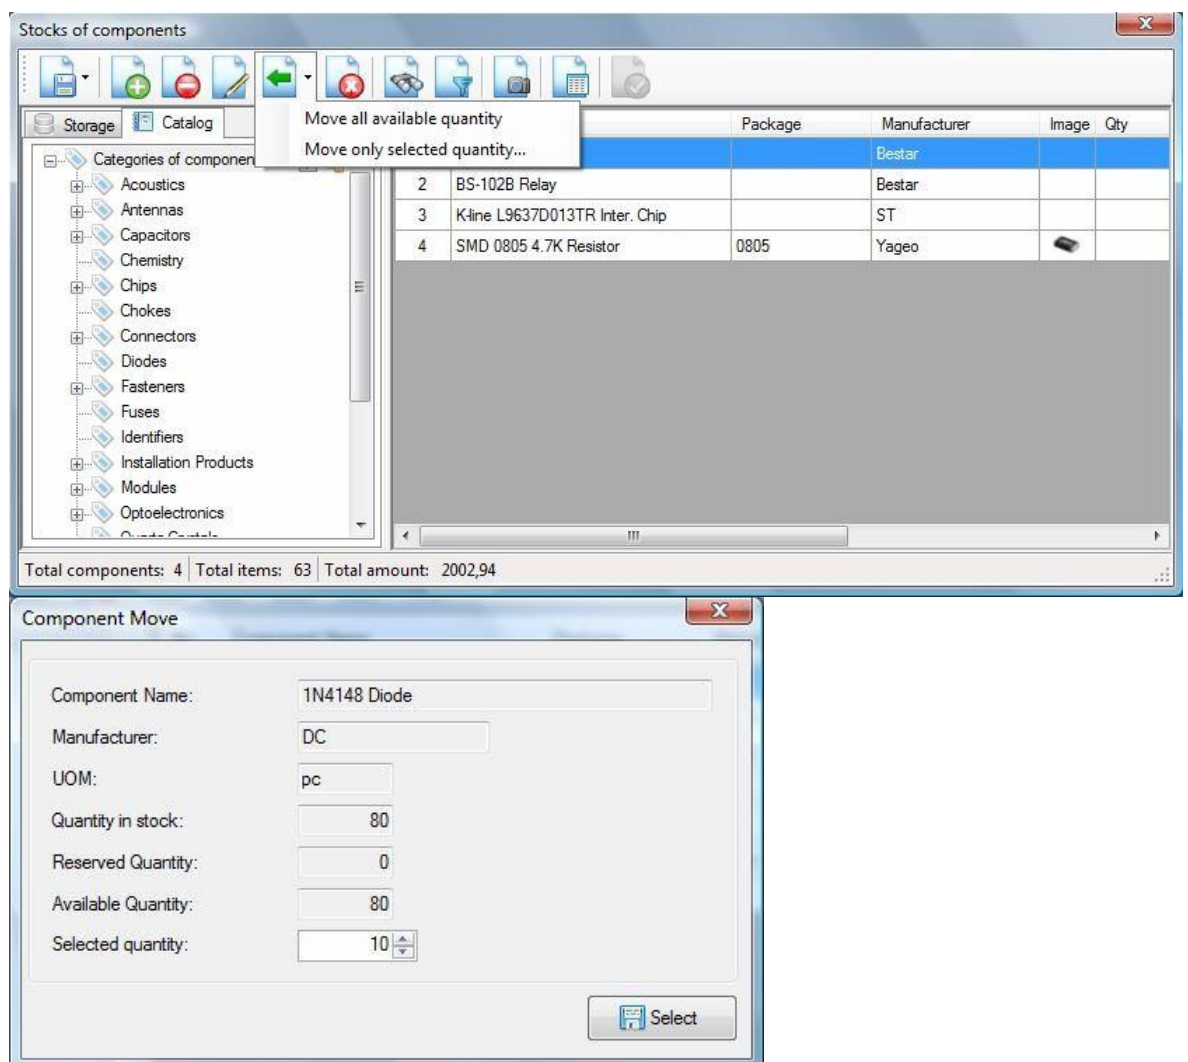 Stocks of components
Move all available quantity
Move only selected quantity...
Storage Catalog
Package Manufacturer Image Qty
Categories of componen
Bestar
Acoustics
2 BS-102B Relay Bestar
Antennas
3 K-line L9637D013TR Inter. Chip ST
Capacitors
4 SMD 0805 4.7K Resistor 0805 Yageo
Chemistry
Chips
Chokes
Connectors
Diodes
Fasteners
Fuses
Identifiers
Installation Products
Modules
Optoelectronics
Total components: 4 Total items: 63 Total amount: 2002,94
Component Move
Component Name: 1N4148 Diode
Manufacturer: DC
UOM: pc
Quantity in stock: 80
Reserved Quantity: 0
Available Quantity: 80
Selected quantity: 10
Select